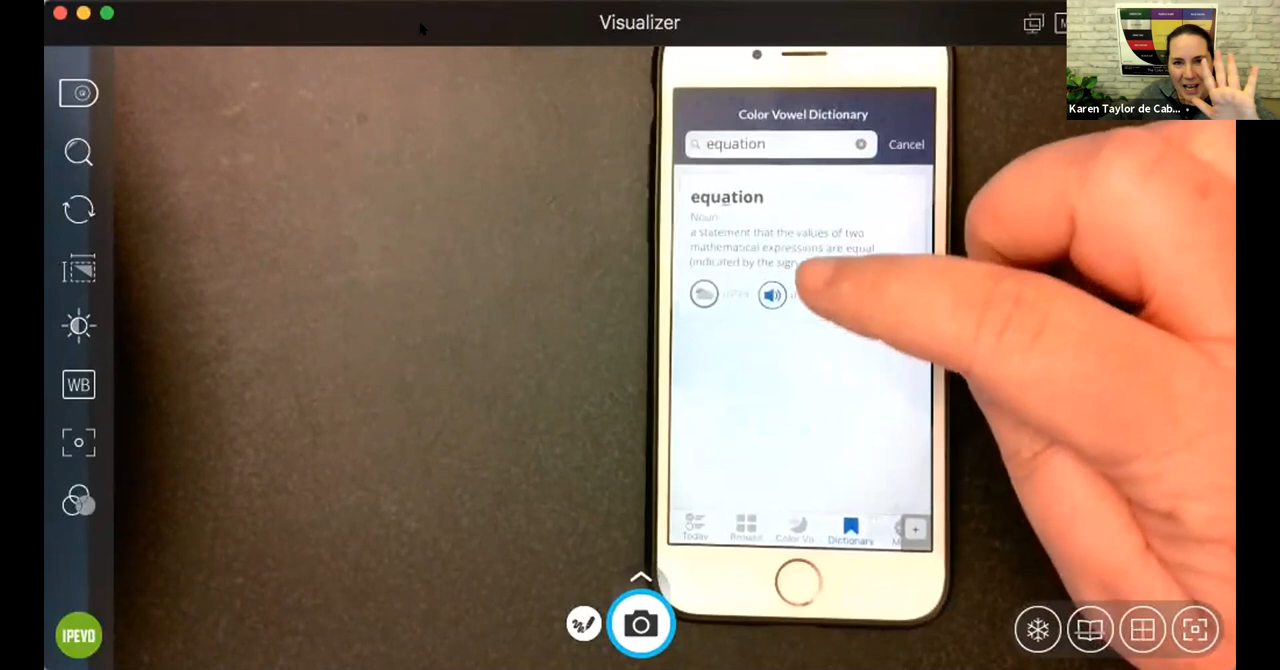 Visualizer
Karen Taylor de Cab...
Color Vowel Dictionary
equation
Cancel
equation
Noun
a statement that the values of two
mathematical expressions are equal
(indicated by the sign
WB
Today
Browse
Color Vo
Dictionary
M
IPEVO